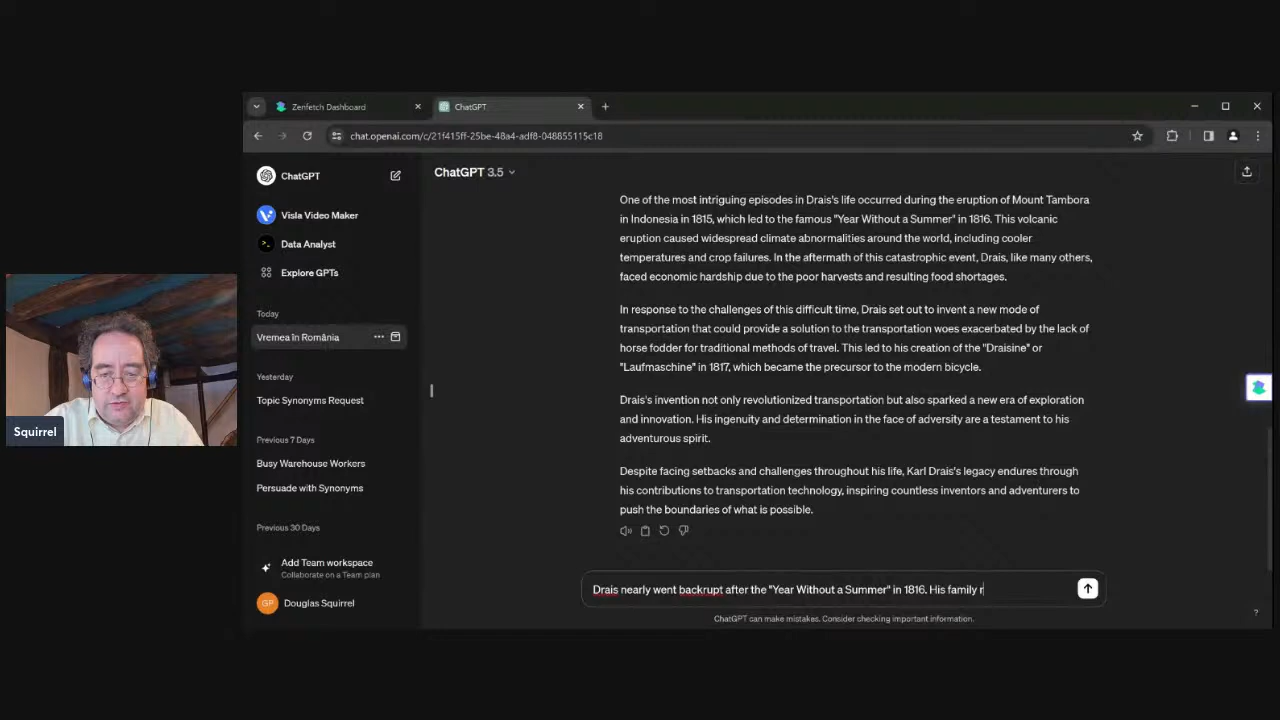 Zenfetch Dashboard
ChatGPT
chat.openai.com/c/21f415ff-25be-48a4-adf8-048855115c18
ChatGPT
ChatGPT 3.5
Visla Video Maker
Data Analyst
Explore GPTs
Today
Vremea în România
Yesterday
Topic Synonyms Request
Previous 7 Days
Busy Warehouse Workers
Persuade with Synonyms
Previous 30 Days
Add Team workspace
Collaborate on a Team plan
GP
Douglas Squirrel
One of the most intriguing episodes in Drais's life occurred during the eruption of Mount Tambora
in Indonesia in 1815, which led to the famous "Year Without a Summer" in 1816. This volcanic
eruption caused widespread climate abnormalities around the world, including cooler
temperatures and crop failures. In the aftermath of this catastrophic event, Drais, like many others,
faced economic hardship due to the poor harvests and resulting food shortages.
In response to the challenges of this difficult time, Drais set out to invent a new mode of
transportation that could provide a solution to the transportation woes exacerbated by the lack of
horse fodder for traditional methods of travel. This led to his creation of the "Draisine" or
"Laufmaschine" in 1817, which became the precursor to the modern bicycle.
Drais's invention not only revolutionized transportation but also sparked a new era of exploration
and innovation. His ingenuity and determination in the face of adversity are a testament to his
adventurous spirit.
Despite facing setbacks and challenges throughout his life, Karl Drais's legacy endures through
his contributions to transportation technology, inspiring countless inventors and adventurers to
push the boundaries of what is possible.
Drais nearly went backrupt after the "Year Without a Summer" in 1816. His family r
ChatGPT can make mistakes. Consider checking important information.
?
Squirrel